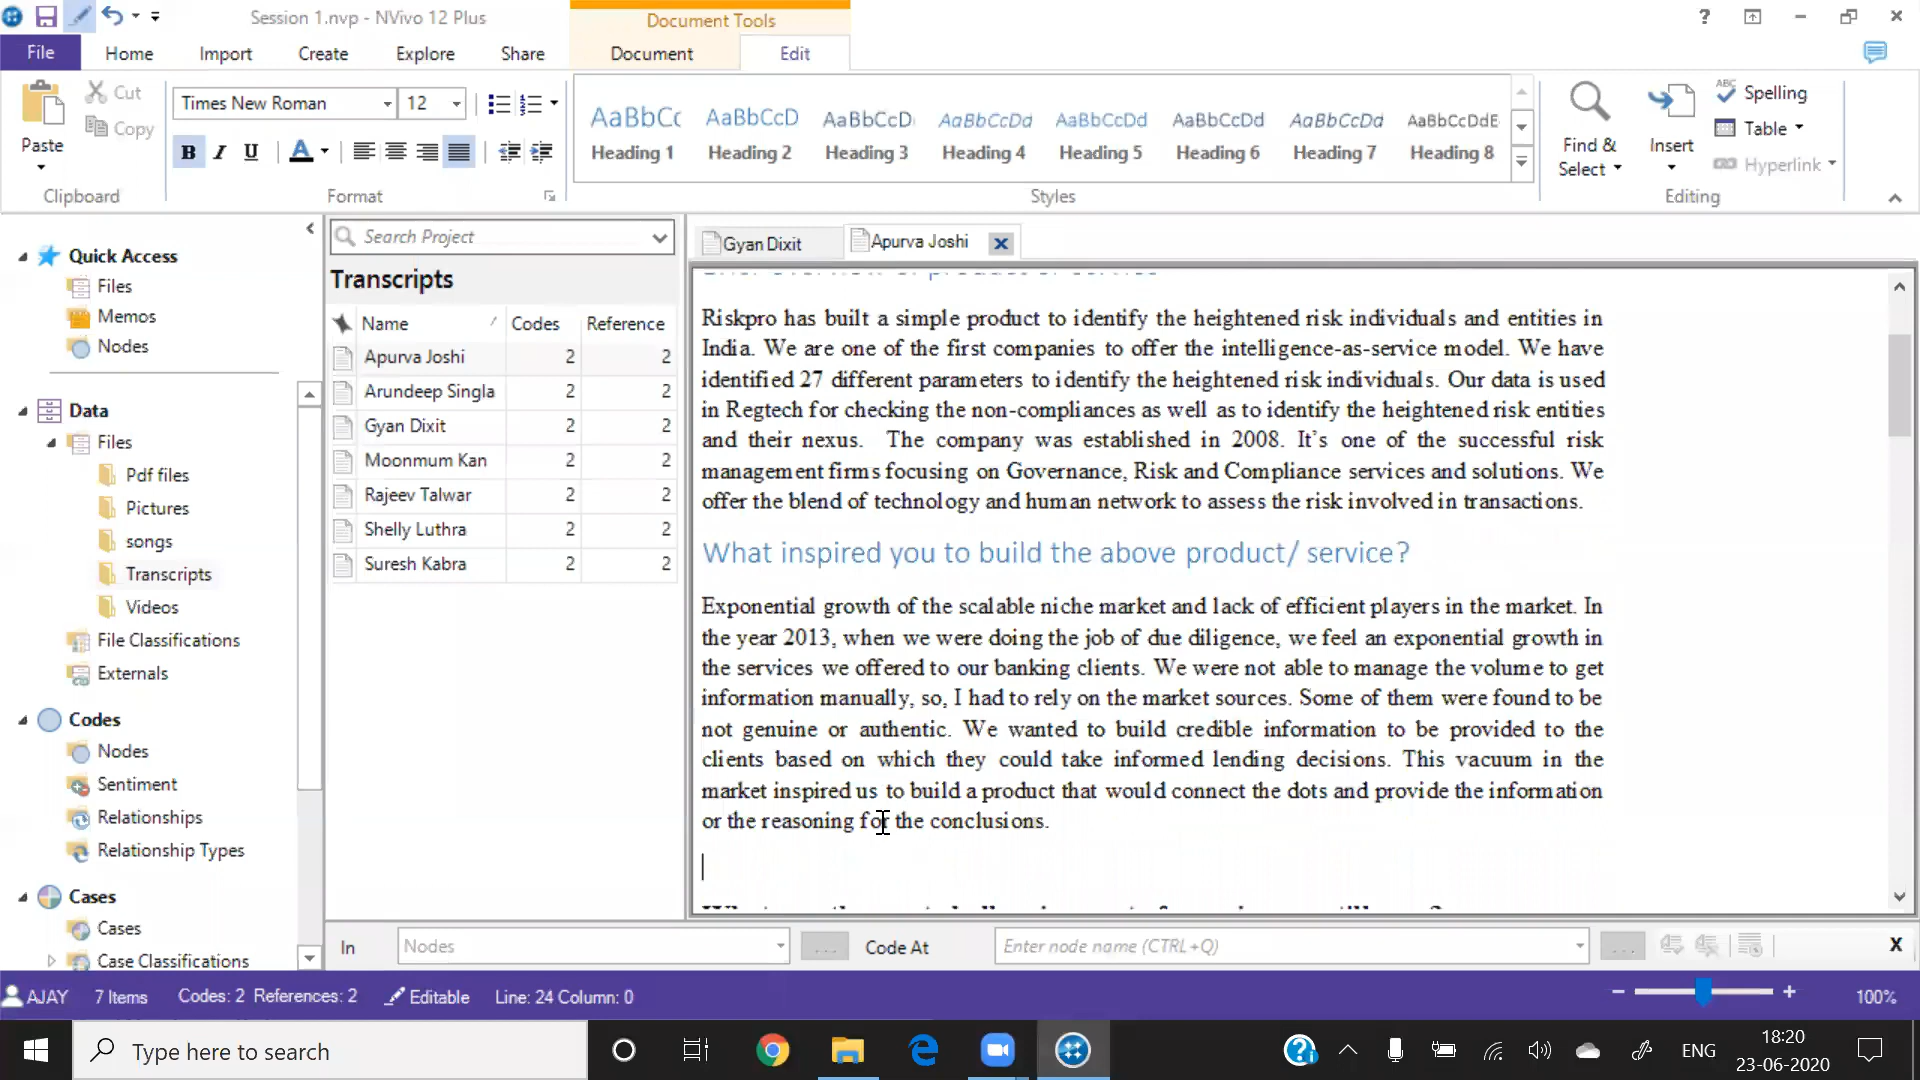 Session 1.nvp - NVivo 12 Plus
Document Tools
File
Home
Import
Create
Explore
Share
Document
Edit
Paste
Cut
Copy
Clipboard
Times New Roman
12
B I U A
Format
AaBbCc AaBbCcD AaBbCcD AaBbCcDd AaBbCcDd AaBbCcDd AaBbCcDd AaBbCcDdE
Heading 1 Heading 2 Heading 3 Heading 4 Heading 5 Heading 6 Heading 7 Heading 8
Styles
Find &
Select
Insert
ABC Spelling
Table
Hyperlink
Editing
Quick Access
Files
Memos
Nodes
Data
Files
Pdf files
Pictures
songs
Transcripts
Videos
File Classifications
Externals
Codes
Nodes
Sentiment
Relationships
Relationship Types
Cases
Cases
Case Classifications
Search Project
Transcripts
Name Codes Reference
Apurva Joshi 2 2
Arundeep Singla 2 2
Gyan Dixit 2 2
Moonmum Kan 2 2
Rajeev Talwar 2 2
Shelly Luthra 2 2
Suresh Kabra 2 2
Gyan Dixit
Apurva Joshi
Riskpro has built a simple product to identify the heightened risk individuals and entities in
India. We are one of the first companies to offer the intelligence-as-service model. We have
identified 27 different parameters to identify the heightened risk individuals. Our data is used
in Regtech for checking the non-compliances as well as to identify the heightened risk entities
and their nexus. The company was established in 2008. It's one of the successful risk
management firms focusing on Governance, Risk and Compliance services and solutions. We
offer the blend of technology and human network to assess the risk involved in transactions.
What inspired you to build the above product/ service?
Exponential growth of the scalable niche market and lack of efficient players in the market. In
the year 2013, when we were doing the job of due diligence, we feel an exponential growth in
the services we offered to our banking clients. We were not able to manage the volume to get
information manually, so, I had to rely on the market sources. Some of them were found to be
not genuine or authentic. We wanted to build credible information to be provided to the
clients based on which they could take informed lending decisions. This vacuum in the
market inspired us to build a product that would connect the dots and provide the information
or the reasoning for the conclusions.
In
Nodes
...
Code At
Enter node name (CTRL+Q)
...
X
AJAY
7 Items
Codes: 2 References: 2
Editable
Line: 24 Column: 0
100%
Type here to search
ENG
18:20
23-06-2020